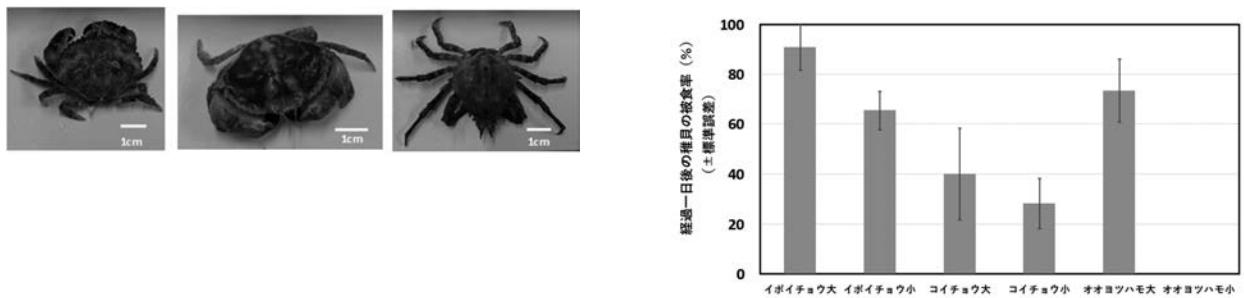 1cm
1cm
1cm
経過一日後の稚貝の被食率 (%)
(±標準誤差)
100
80
60
40
20
0
イボイチョウ大
イボイチョウ小
コイチョウ大
コイチョウ小
オオヨツハモ大
オオヨツハモ小